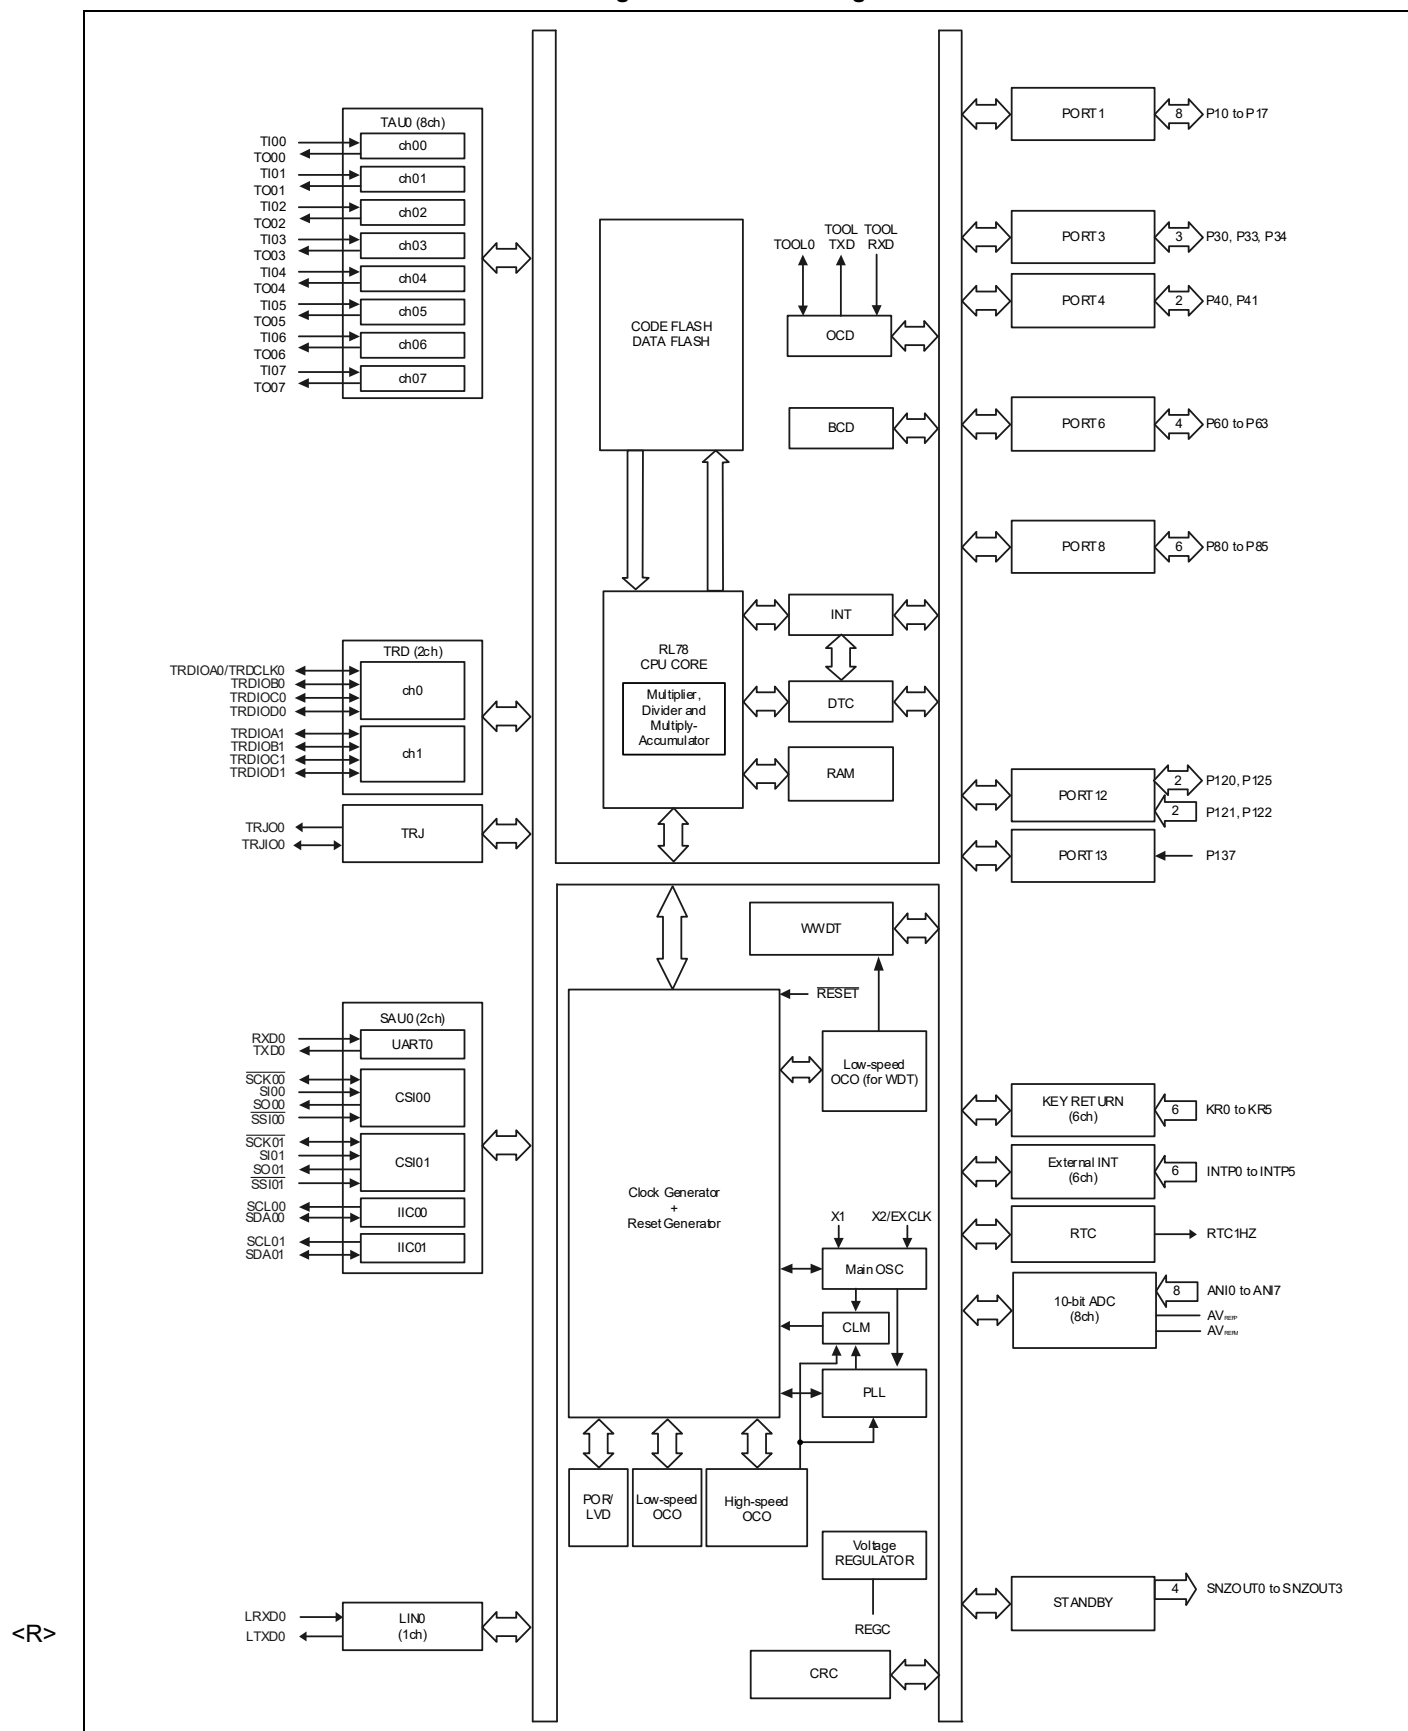 TAU0 (8ch)
TI00
TO00
ch00
TI01
TO01
ch01
TI02
TO02
ch02
TI03
TO03
ch03
TI04
TO04
ch04
TI05
TO05
ch05
TI06
TO06
ch06
TI07
TO07
ch07
TRD (2ch)
TRDIOA0/TRDCLK0
TRDIOB0
TRDIOC0
TRDIOD0
ch0
TRDIOA1
TRDIOB1
TRDIOC1
TRDIOD1
ch1
TRJO0
TRJIO0
TRJ
SAU0 (2ch)
RXD0
TXD0
UART0
SCK00
SI00
SO00
SSI00
CSI00
SCK01
SI01
SO01
SSI01
CSI01
SCL00
SDA00
IIC00
SCL01
SDA01
IIC01
<R>
LRXD0
LTXD0
LIN0
(1ch)
CODE FLASH
DATA FLASH
TOOL0
TOOL
TXD
TOOL
RXD
OCD
BCD
RL78
CPU CORE
Multiplier,
Divider and
Multiply-
Accumulator
INT
DTC
RAM
WWDT
RESET
Low-speed
OCO (for WDT)
Clock Generator
+
Reset Generator
X1
X2/EXCLK
Main OSC
CLM
PLL
POR/
LVD
Low-speed
OCO
High-speed
OCO
Voltage
REGULATOR
REGC
CRC
PORT1
8
P10 to P17
PORT3
3
P30, P33, P34
PORT4
2
P40, P41
PORT6
4
P60 to P63
PORT8
6
P80 to P85
PORT12
2
P120, P125
2
P121, P122
PORT13
P137
KEY RETURN
(6ch)
6
KR0 to KR5
External INT
(6ch)
6
INTP0 to INTP5
RTC
RTC1HZ
10-bit ADC
(8ch)
8
ANI0 to ANI7
AVREFP
AVREFM
STANDBY
4
SNZOUT0 to SNZOUT3